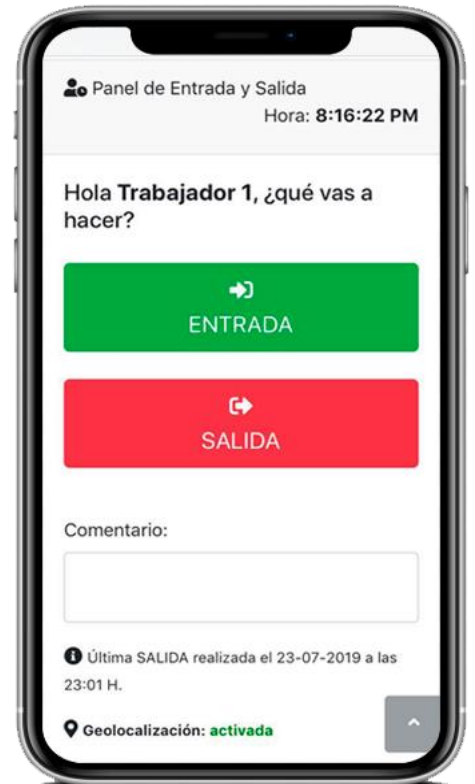 Panel de Entrada y Salida
Hora: 8:16:22 PM
Hola Trabajador 1, ¿qué vas a
hacer?
ENTRADA
SALIDA
Comentario:
Última SALIDA realizada el 23-07-2019 a las
23:01 H.
Geolocalización: activada